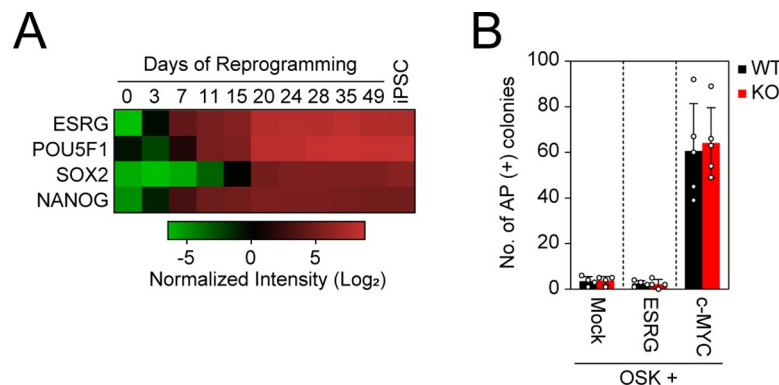 A
Days of Reprogramming
0 3 7 11 15 20 24 28 35 49 iPSC
ESRG
POU5F1
SOX2
NANOG
-5 0 5
Normalized Intensity (Log₂)
B
No. of AP (+) colonies
100
80
60
40
20
0
WT
KO
Mock
ESRG
c-MYC
OSK +